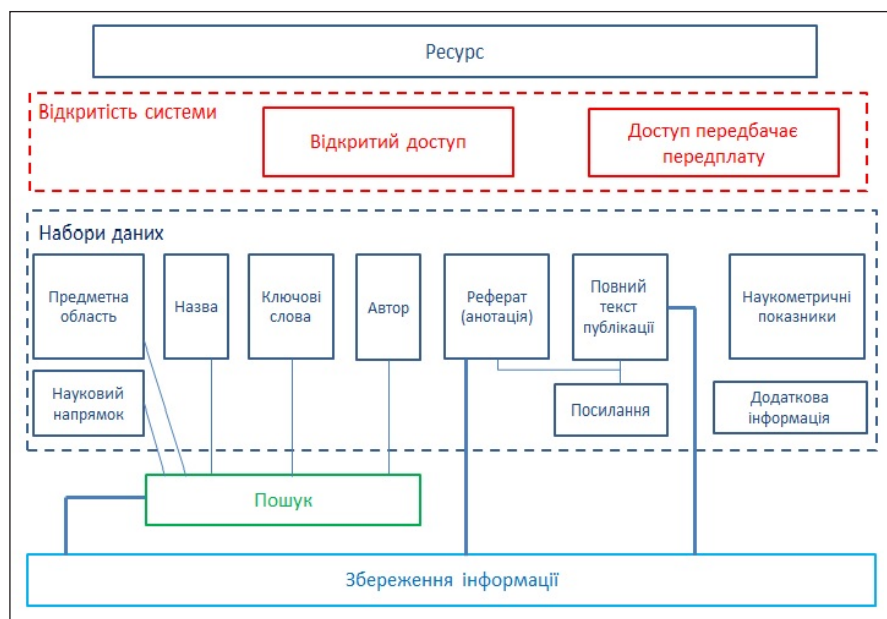 Ресурс
Відкритість системи
Відкритий доступ
Доступ передбачає
передплату
Набори даних
Предметна
область
Назва
Ключові
слова
Автор
Реферат
(анотація)
Повний
текст
публікації
Наукометричні
показники
Науковий
напрямок
Посилання
Додаткова
інформація
Пошук
Збереження інформації